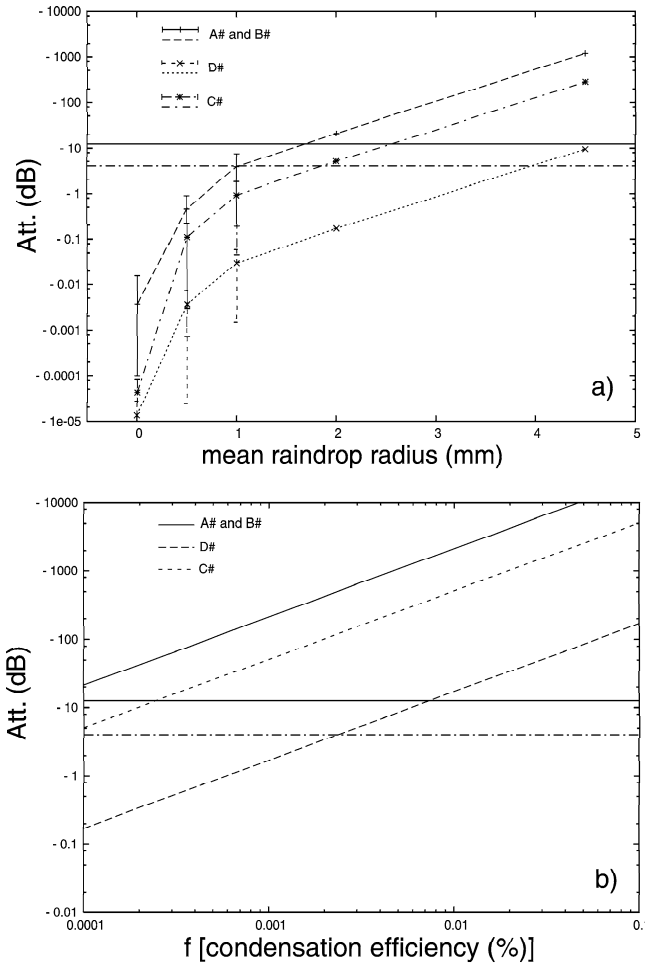 - 10000
- 1000
- 100
- 10
- 1
- 0.1
- 0.01
- 0.001
- 0.0001
- 1e-05
Att. (dB)
A# and B#
D#
C#
a)
0 1 2 3 4 5
mean raindrop radius (mm)
- 10000
- 1000
- 100
- 10
- 1
- 0.1
- 0.01
Att. (dB)
A# and B#
D#
C#
b)
0.0001 0.001 0.01 0.
f [condensation efficiency (%)]